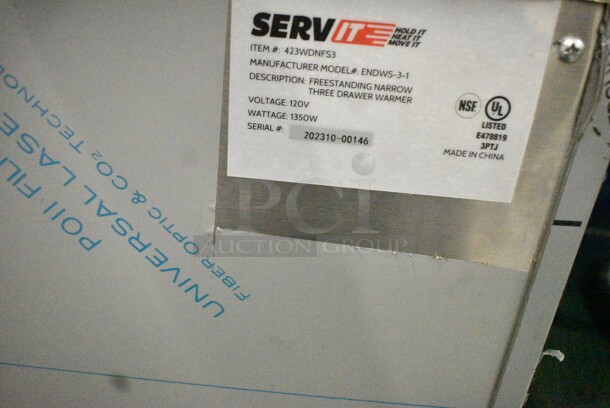 SERVIT HOLD IT
HEAT IT
MOVE IT
ITEM #: 423WDNFS3
MANUFACTURER MODEL#: ENDWS-3-1
DESCRIPTION: FREESTANDING NARROW
THREE DRAWER WARMER
VOLTAGE: 120V
WATTAGE: 1350W
SERIAL #: 202310-00146
NSF
UL
LISTED
E478819
3PTJ
MADE IN CHINA
PCI
AUCTION GROUP
POII FIL
UNIVERSAL LASE
FIBER OPTIC & CO2 TECHNOLO